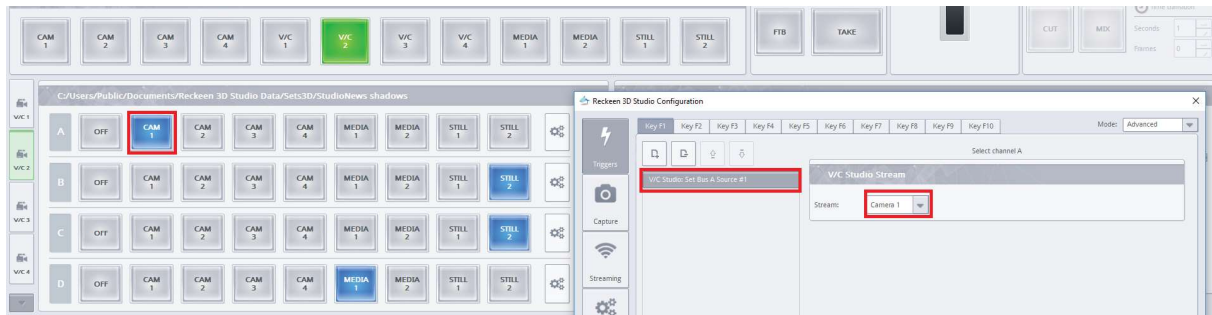 CAM 1 CAM 2 CAM 3 CAM 4 V/C 1 V/C 2 V/C 3 V/C 4 MEDIA 1 MEDIA 2 STILL 1 STILL 2 FTB TAKE CUT MIX
Seconds: 1
Frames: 0
V/C 1
V/C 2
V/C 3
V/C 4
C:/Users/Public/Documents/Reckeen 3D Studio Data/Sets3D/StudioNews shadows
A OFF CAM 1 CAM 2 CAM 3 CAM 4 MEDIA 1 MEDIA 2 STILL 1 STILL 2
B OFF CAM 1 CAM 2 CAM 3 CAM 4 MEDIA 1 MEDIA 2 STILL 1 STILL 2
C OFF CAM 1 CAM 2 CAM 3 CAM 4 MEDIA 1 MEDIA 2 STILL 1 STILL 2
D OFF CAM 1 CAM 2 CAM 3 CAM 4 MEDIA 1 MEDIA 2 STILL 1 STILL 2
Reckeen 3D Studio Configuration
Triggers
Capture
Streaming
Key F1 Key F2 Key F3 Key F4 Key F5 Key F6 Key F7 Key F8 Key F9 Key F10 Mode: Advanced
Select channel A
V/C Studio: Set Bus A Source #1
V/C Studio Stream
Stream: Camera 1